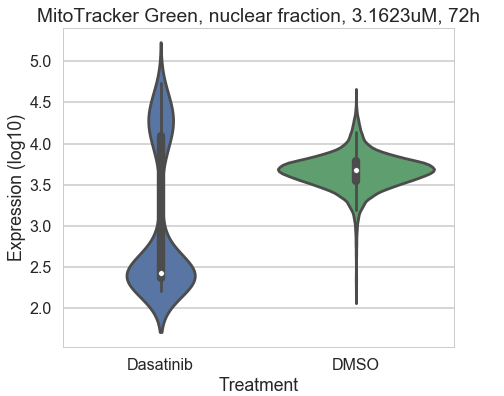 MitoTracker Green, nuclear fraction, 3.1623uM, 72h
5.0
4.5
4.0
3.5
3.0
2.5
2.0
Expression (log10)
Dasatinib DMSO
Treatment